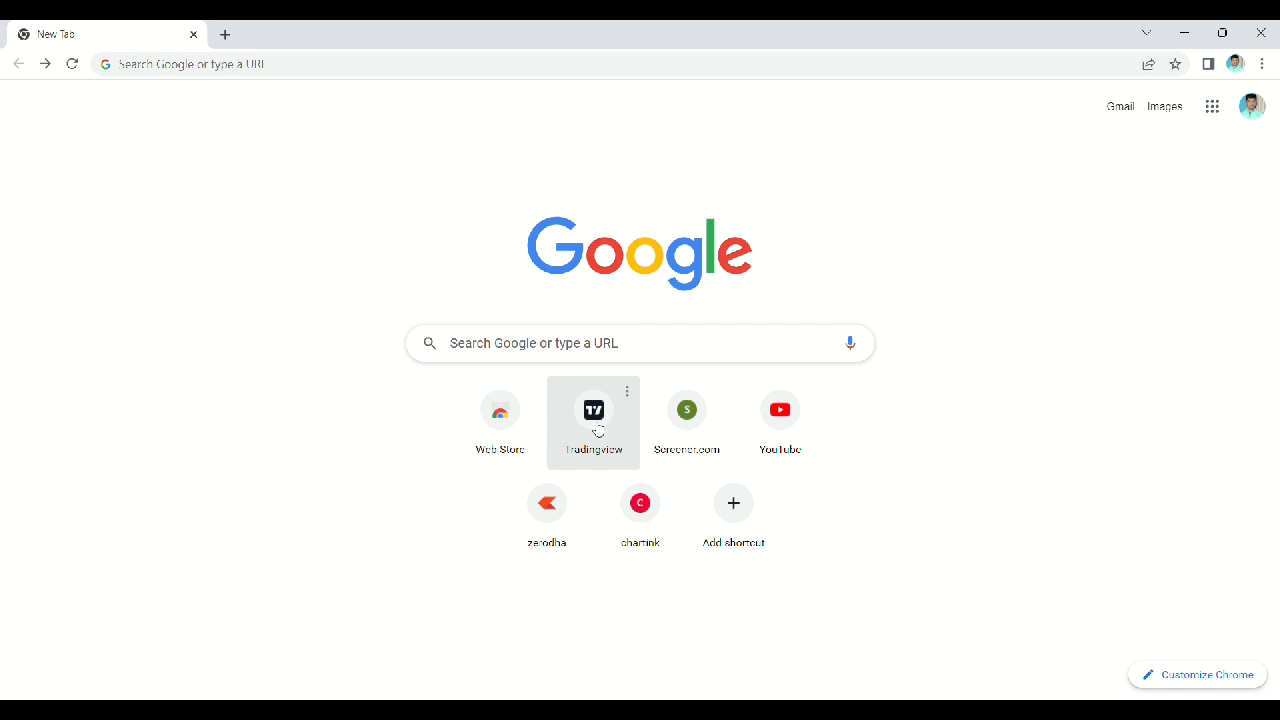 New Tab
Search Google or type a URL
Gmail Images
Google
Search Google or type a URL
Web Store Tradingview Screener.com YouTube
zerodha chartink Add shortcut
Customize Chrome